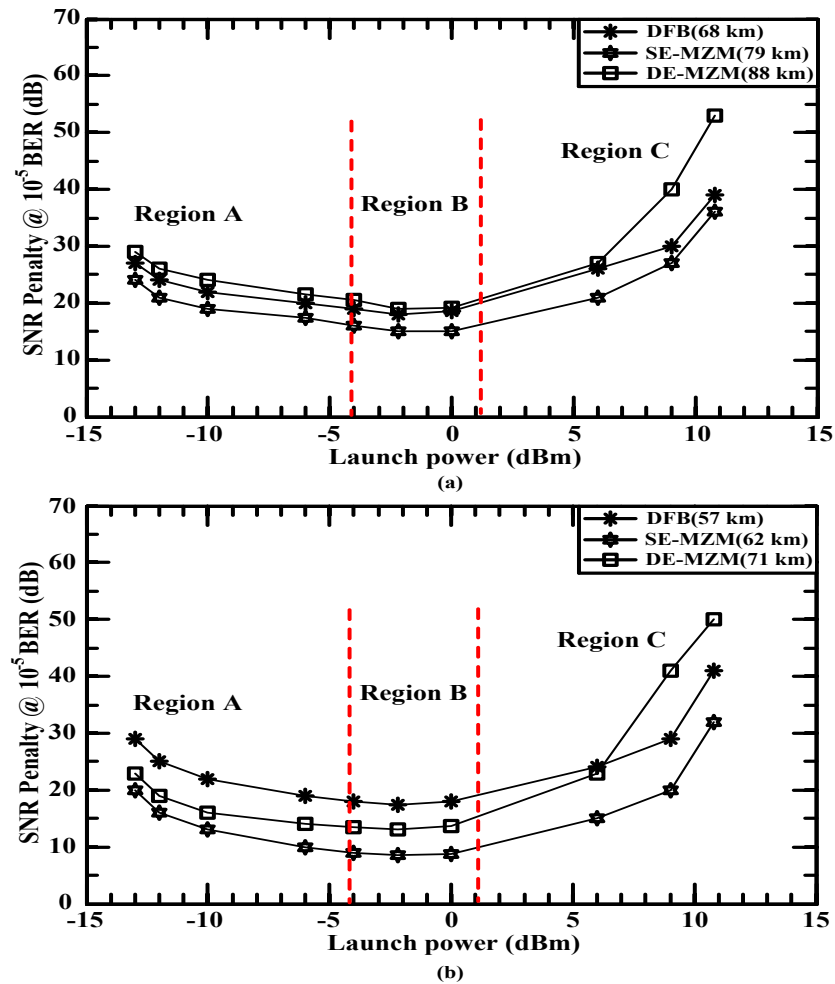 70
60
50
40
30
20
10
0
SNR Penalty @ 10⁻⁵ BER (dB)
DFB(68 km)
SE-MZM(79 km)
DE-MZM(88 km)
Region A
Region B
Region C
-15 -10 -5 0 5 10 15
Launch power (dBm)
(a)
70
60
50
40
30
20
10
0
SNR Penalty @ 10⁻⁵ BER (dB)
DFB(57 km)
SE-MZM(62 km)
DE-MZM(71 km)
Region A
Region B
Region C
-15 -10 -5 0 5 10 15
Launch power (dBm)
(b)